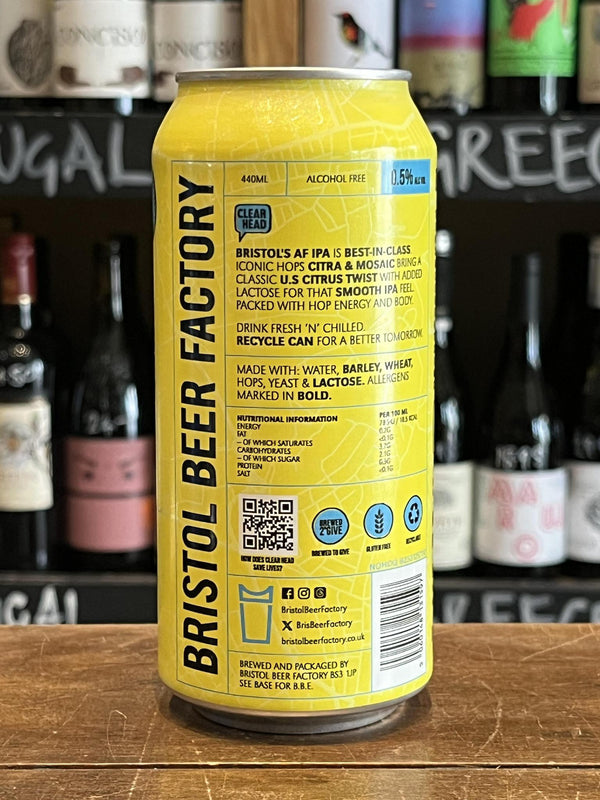 UGAL
GREEC
BRISTOL BEER FACTORY
440ML
ALCOHOL FREE
0.5% ALC VOL
CLEAR
HEAD
BRISTOL'S AF IPA IS BEST-IN-CLASS
ICONIC HOPS CITRA & MOSAIC BRING A
CLASSIC U.S CITRUS TWIST WITH ADDED
LACTOSE FOR THAT SMOOTH IPA FEEL.
PACKED WITH HOP ENERGY AND BODY.
DRINK FRESH 'N' CHILLED.
RECYCLE CAN FOR A BETTER TOMORROW.
MADE WITH: WATER, BARLEY, WHEAT,
HOPS, YEAST & LACTOSE. ALLERGENS
MARKED IN BOLD.
NUTRITIONAL INFORMATION PER 100 ML
ENERGY
FAT
– OF WHICH SATURATES
CARBOHYDRATES
– OF WHICH SUGAR
PROTEIN
SALT
BREWED
2 GIVE
HOW DOES CLEAR HEAD
SAVE LIVES?
BREWED TO GIVE
GLUTEN FREE
RECYCLABLE
BristolBeerFactory
X BrisBeerFactory
bristolbeerfactory.co.uk
BREWED AND PACKAGED BY
BRISTOL BEER FACTORY BS3 1JP
SEE BASE FOR B.B.E.
GAL